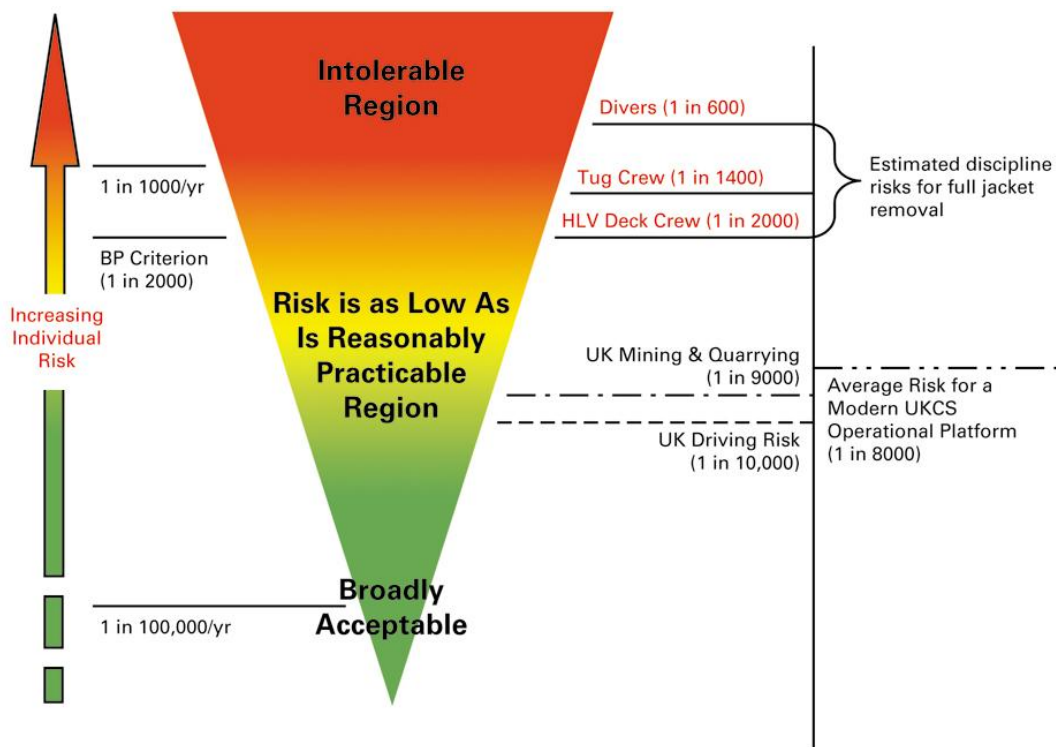 Intolerable
Region
Divers (1 in 600)
1 in 1000/yr
Tug Crew (1 in 1400)
Estimated discipline
risks for full jacket
removal
HLV Deck Crew (1 in 2000)
BP Criterion
(1 in 2000)
Increasing
Individual
Risk
Risk is as Low As
Is Reasonably
Practicable
Region
UK Mining & Quarrying
(1 in 9000)
Average Risk for a
Modern UKCS
Operational Platform
(1 in 8000)
UK Driving Risk
(1 in 10,000)
Broadly
Acceptable
1 in 100,000/yr